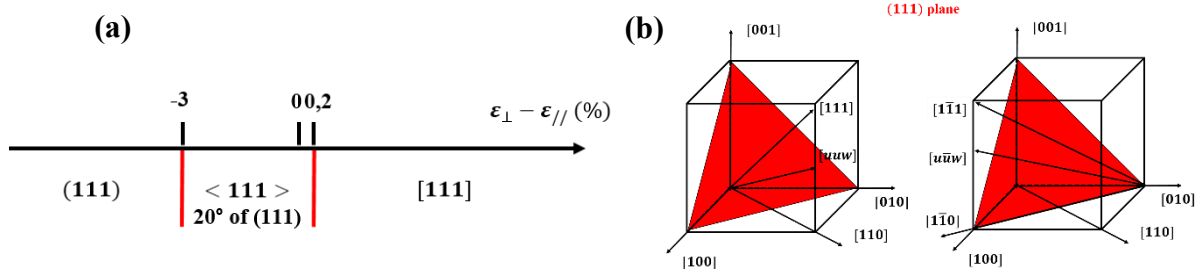 (a)
-3
0
0,2
ε⊥ − ε// (%)
(111)
< 111 >
20° of (111)
[111]
(b)
(111) plane
[001]
[111]
[uuw]
|010|
[110]
|100|
|001|
[11̅1]
[uu̅w]
[010]
|11̅0|
[110]
[100]